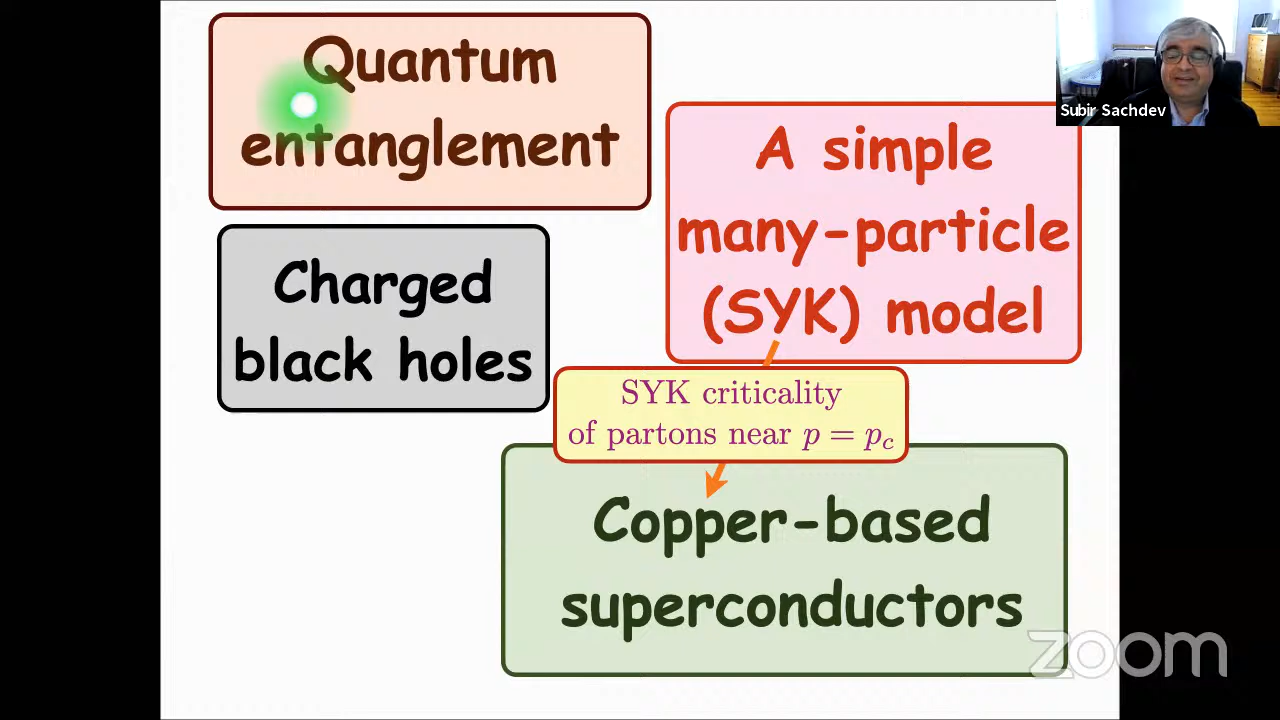 Quantum
entanglement
Subir Sachdev
A simple
many-particle
(SYK) model
Charged
black holes
SYK criticality
of partons near p = p_c
Copper-based
superconductors
zoom